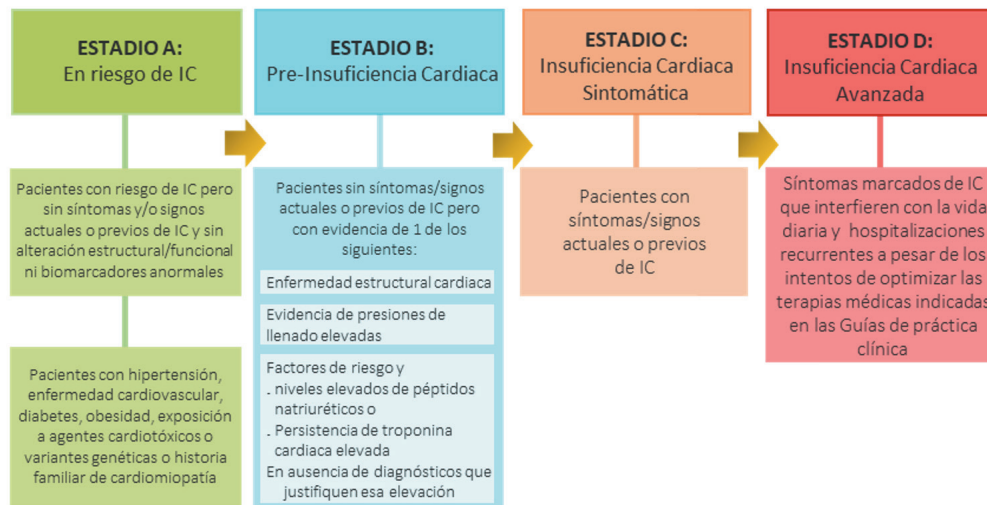 ESTADIO A:
En riesgo de IC
Pacientes con riesgo de IC pero
sin síntomas y/o signos
actuales o previos de IC y sin
alteración estructural/funcional
ni biomarcadores anormales
Pacientes con hipertensión,
enfermedad cardiovascular,
diabetes, obesidad, exposición
a agentes cardiotóxicos o
variantes genéticas o historia
familiar de cardiomiopatía
ESTADIO B:
Pre-Insuficiencia Cardiaca
Pacientes sin síntomas/signos
actuales o previos de IC pero
con evidencia de 1 de los
siguientes:
Enfermedad estructural cardiaca
Evidencia de presiones de
llenado elevadas
Factores de riesgo y
. niveles elevados de péptidos
natriuréticos o
. Persistencia de troponina
cardiaca elevada
En ausencia de diagnósticos que
justifiquen esa elevación
ESTADIO C:
Insuficiencia Cardiaca
Sintomática
Pacientes con
síntomas/signos
actuales o previos
de IC
ESTADIO D:
Insuficiencia Cardiaca
Avanzada
Síntomas marcados de IC
que interfieren con la vida
diaria y hospitalizaciones
recurrentes a pesar de los
intentos de optimizar las
terapias médicas indicadas
en las Guías de práctica
clínica